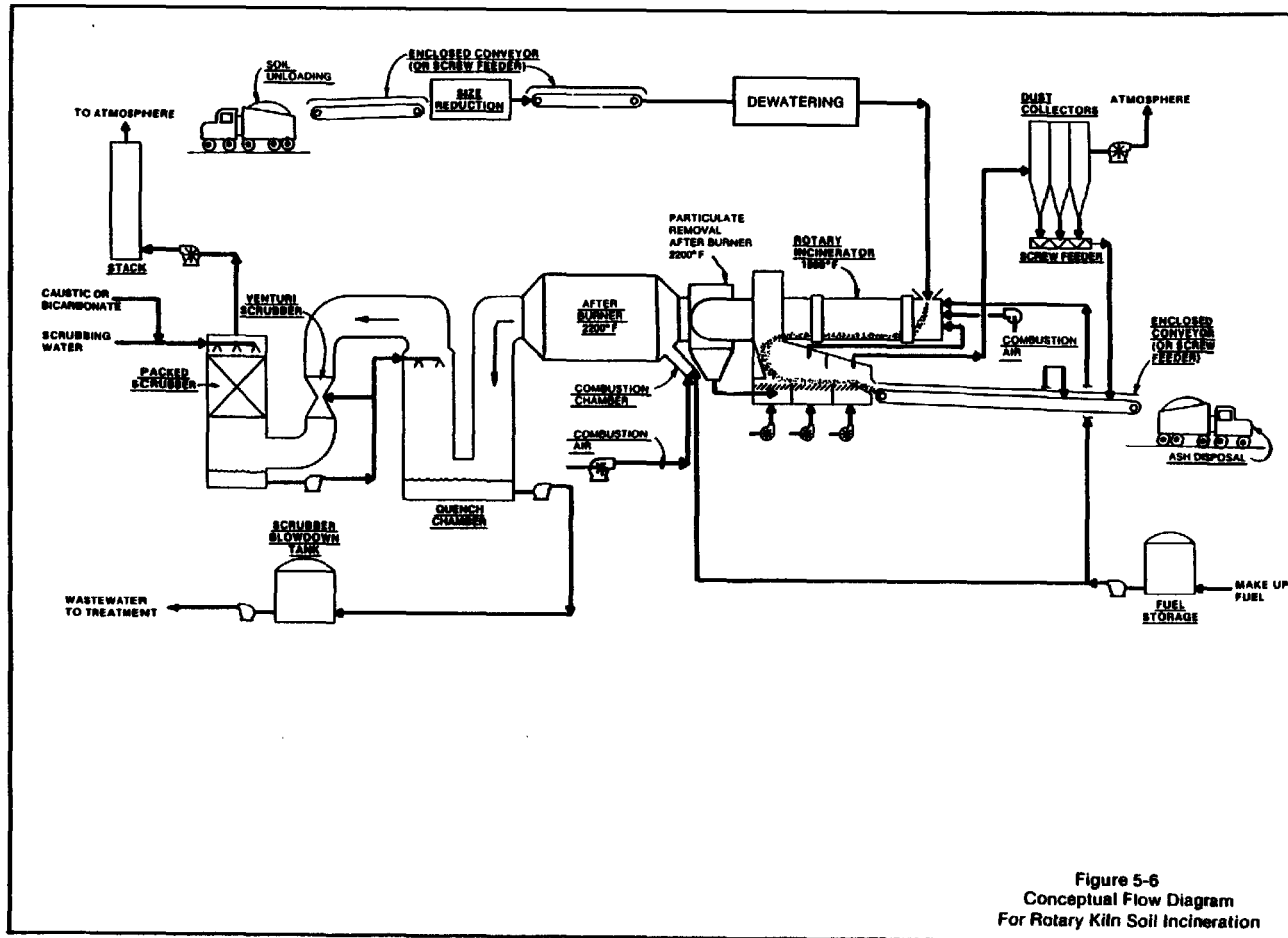 ENCLOSED CONVEYOR
(OR SCREW FEEDER)
SOIL
UNLOADING
SIZE
REDUCTION
DEWATERING
DUST
COLLECTORS
ATMOSPHERE
TO ATMOSPHERE
STACK
PARTICULATE
REMOVAL
AFTER BURNER
2200° F
ROTARY
INCINERATOR
SCREW FEEDER
CAUSTIC OR
BICARBONATE
VENTURI
SCRUBBER
AFTER
BURNER
2200° F
SCRUBBING
WATER
PACKED
SCRUBBER
COMBUSTION
AIR
ENCLOSED
CONVEYOR
(OR SCREW
FEEDER)
COMBUSTION
CHAMBER
COMBUSTION
AIR
ASH DISPOSAL
QUENCH
CHAMBER
SCRUBBER
BLOWDOWN
TANK
WASTEWATER
TO TREATMENT
FUEL
STORAGE
MAKE UP
FUEL
Figure 5-6
Conceptual Flow Diagram
For Rotary Kiln Soil Incineration